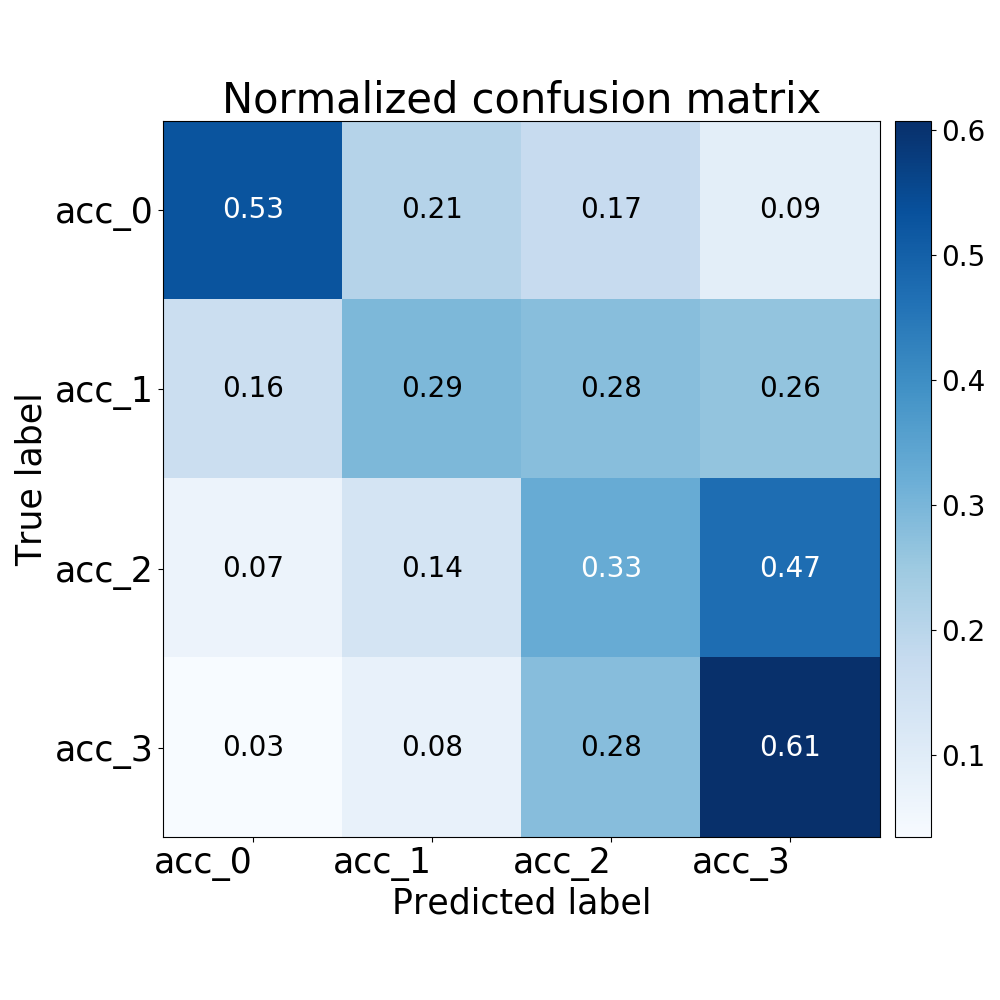 Normalized confusion matrix
True label
acc_0 0.53 0.21 0.17 0.09
acc_1 0.16 0.29 0.28 0.26
acc_2 0.07 0.14 0.33 0.47
acc_3 0.03 0.08 0.28 0.61
acc_0 acc_1 acc_2 acc_3
Predicted label
0.6
0.5
0.4
0.3
0.2
0.1